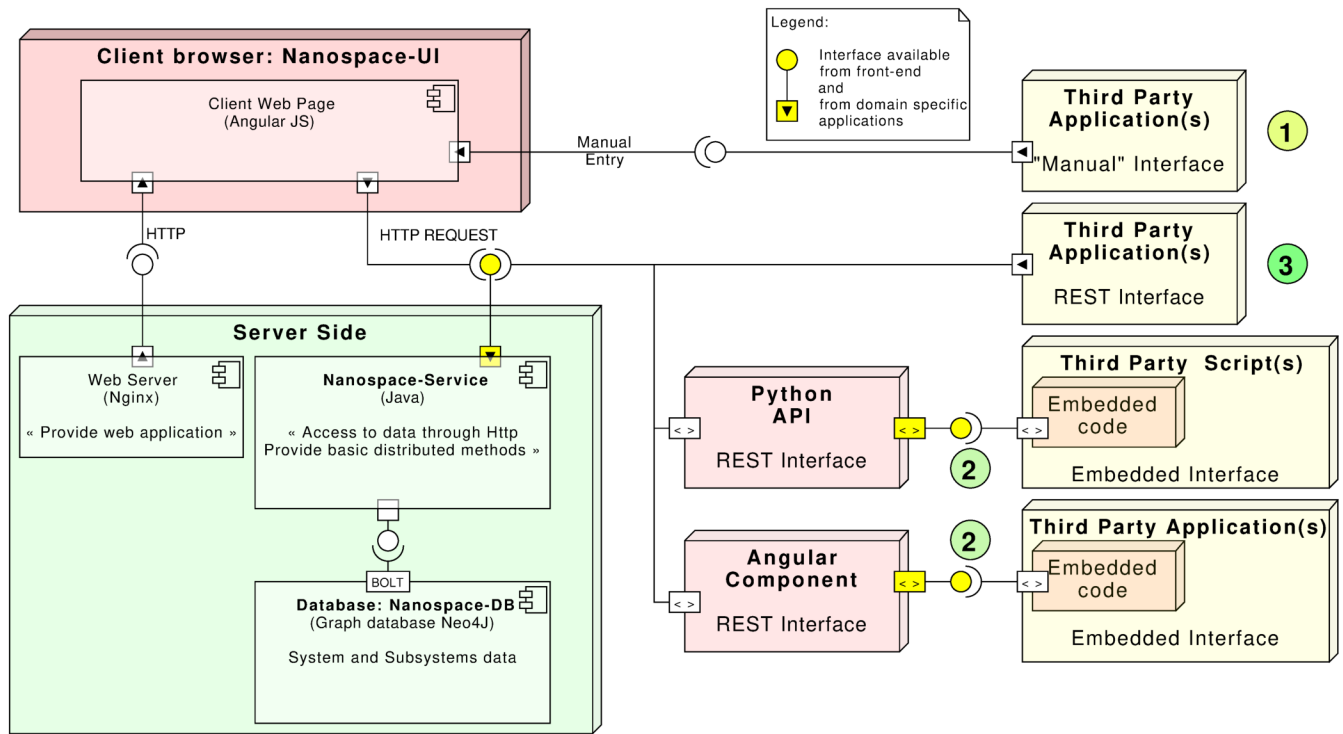 Legend:
Interface available
from front-end
and
from domain specific
applications
Client browser: Nanospace-UI
Client Web Page
(Angular JS)
Manual
Entry
Third Party
Application(s)
"Manual" Interface
1
HTTP
HTTP REQUEST
Third Party
Application(s)
REST Interface
3
Server Side
Web Server
(Nginx)
« Provide web application »
Nanospace-Service
(Java)
« Access to data through Http
Provide basic distributed methods »
BOLT
Database: Nanospace-DB
(Graph database Neo4J)
System and Subsystems data
Python
API
REST Interface
< >
< >
2
Third Party Script(s)
Embedded
code
< >
Embedded Interface
Angular
Component
REST Interface
< >
< >
2
Third Party Application(s)
Embedded
code
< >
Embedded Interface